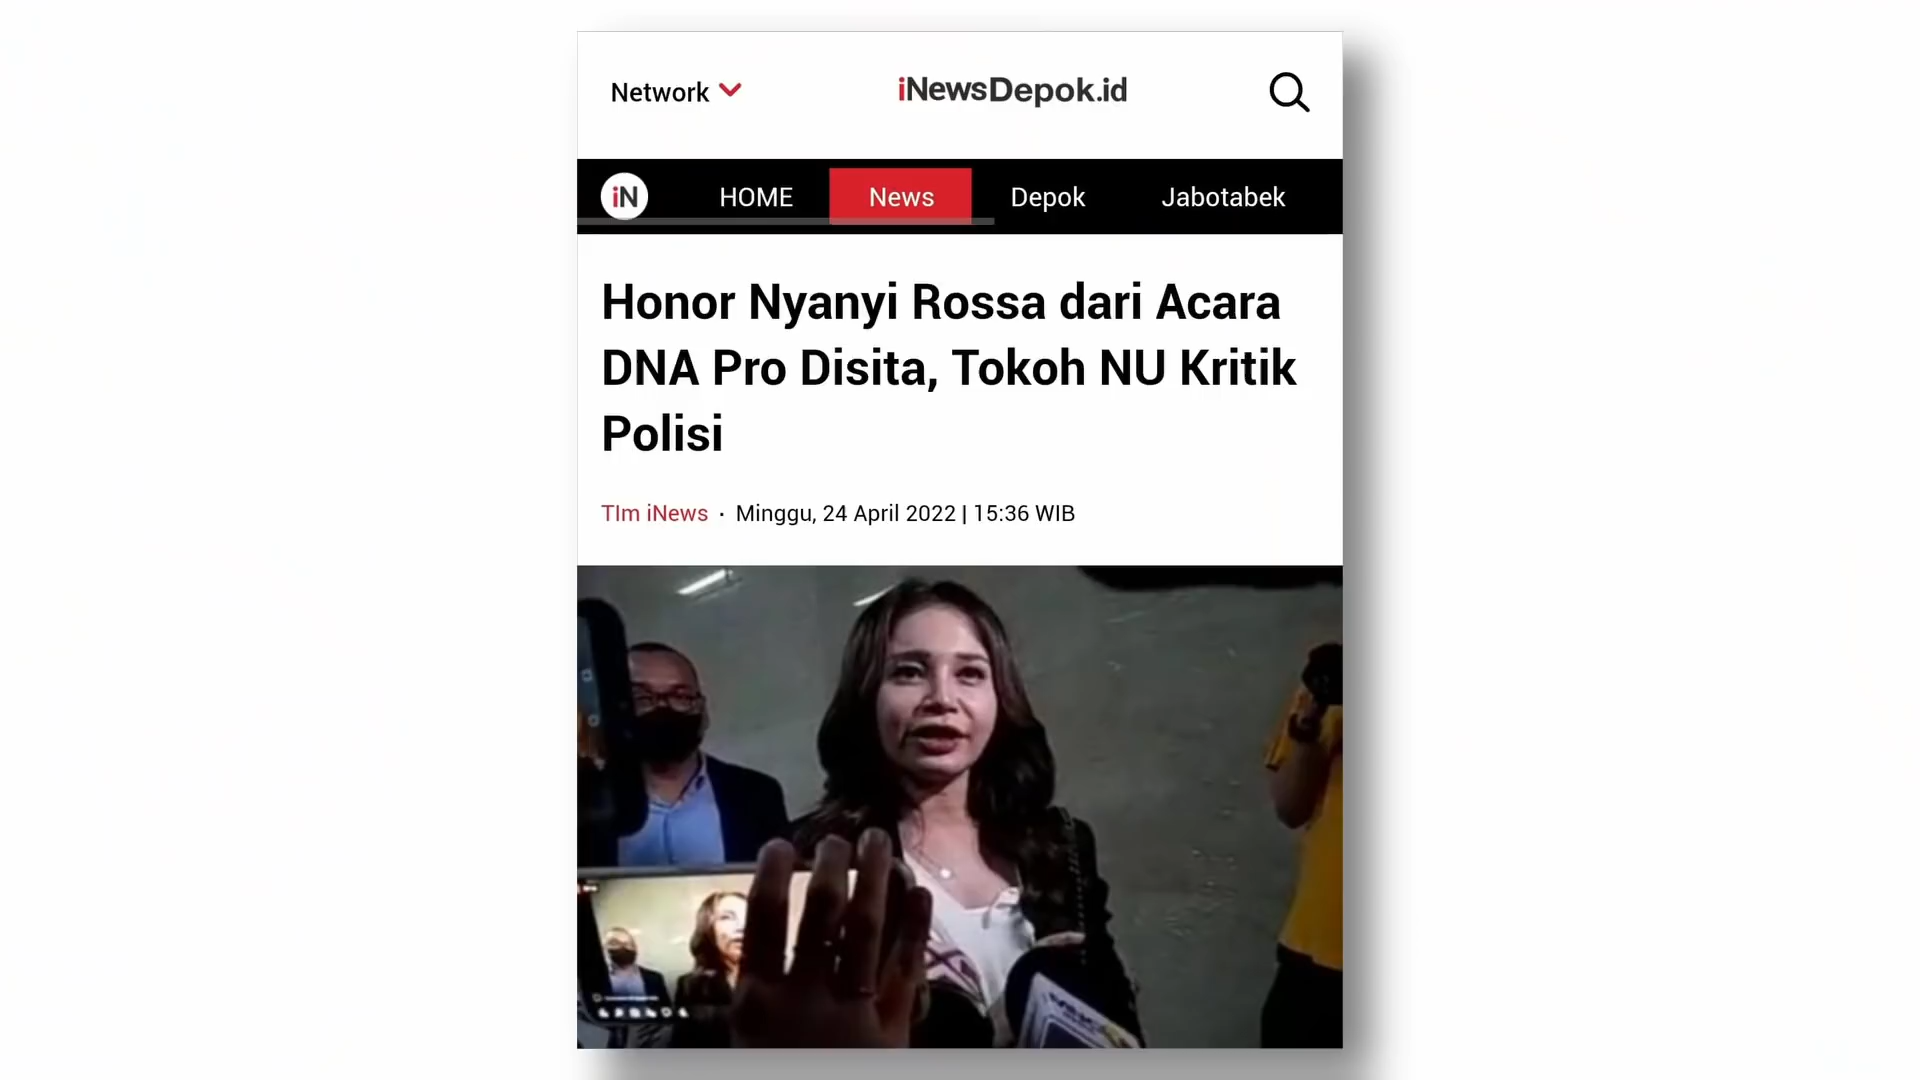 Network
iNewsDepok.id
iN HOME News Depok Jabotabek
Honor Nyanyi Rossa dari Acara
DNA Pro Disita, Tokoh NU Kritik
Polisi
TIm iNews · Minggu, 24 April 2022 | 15:36 WIB